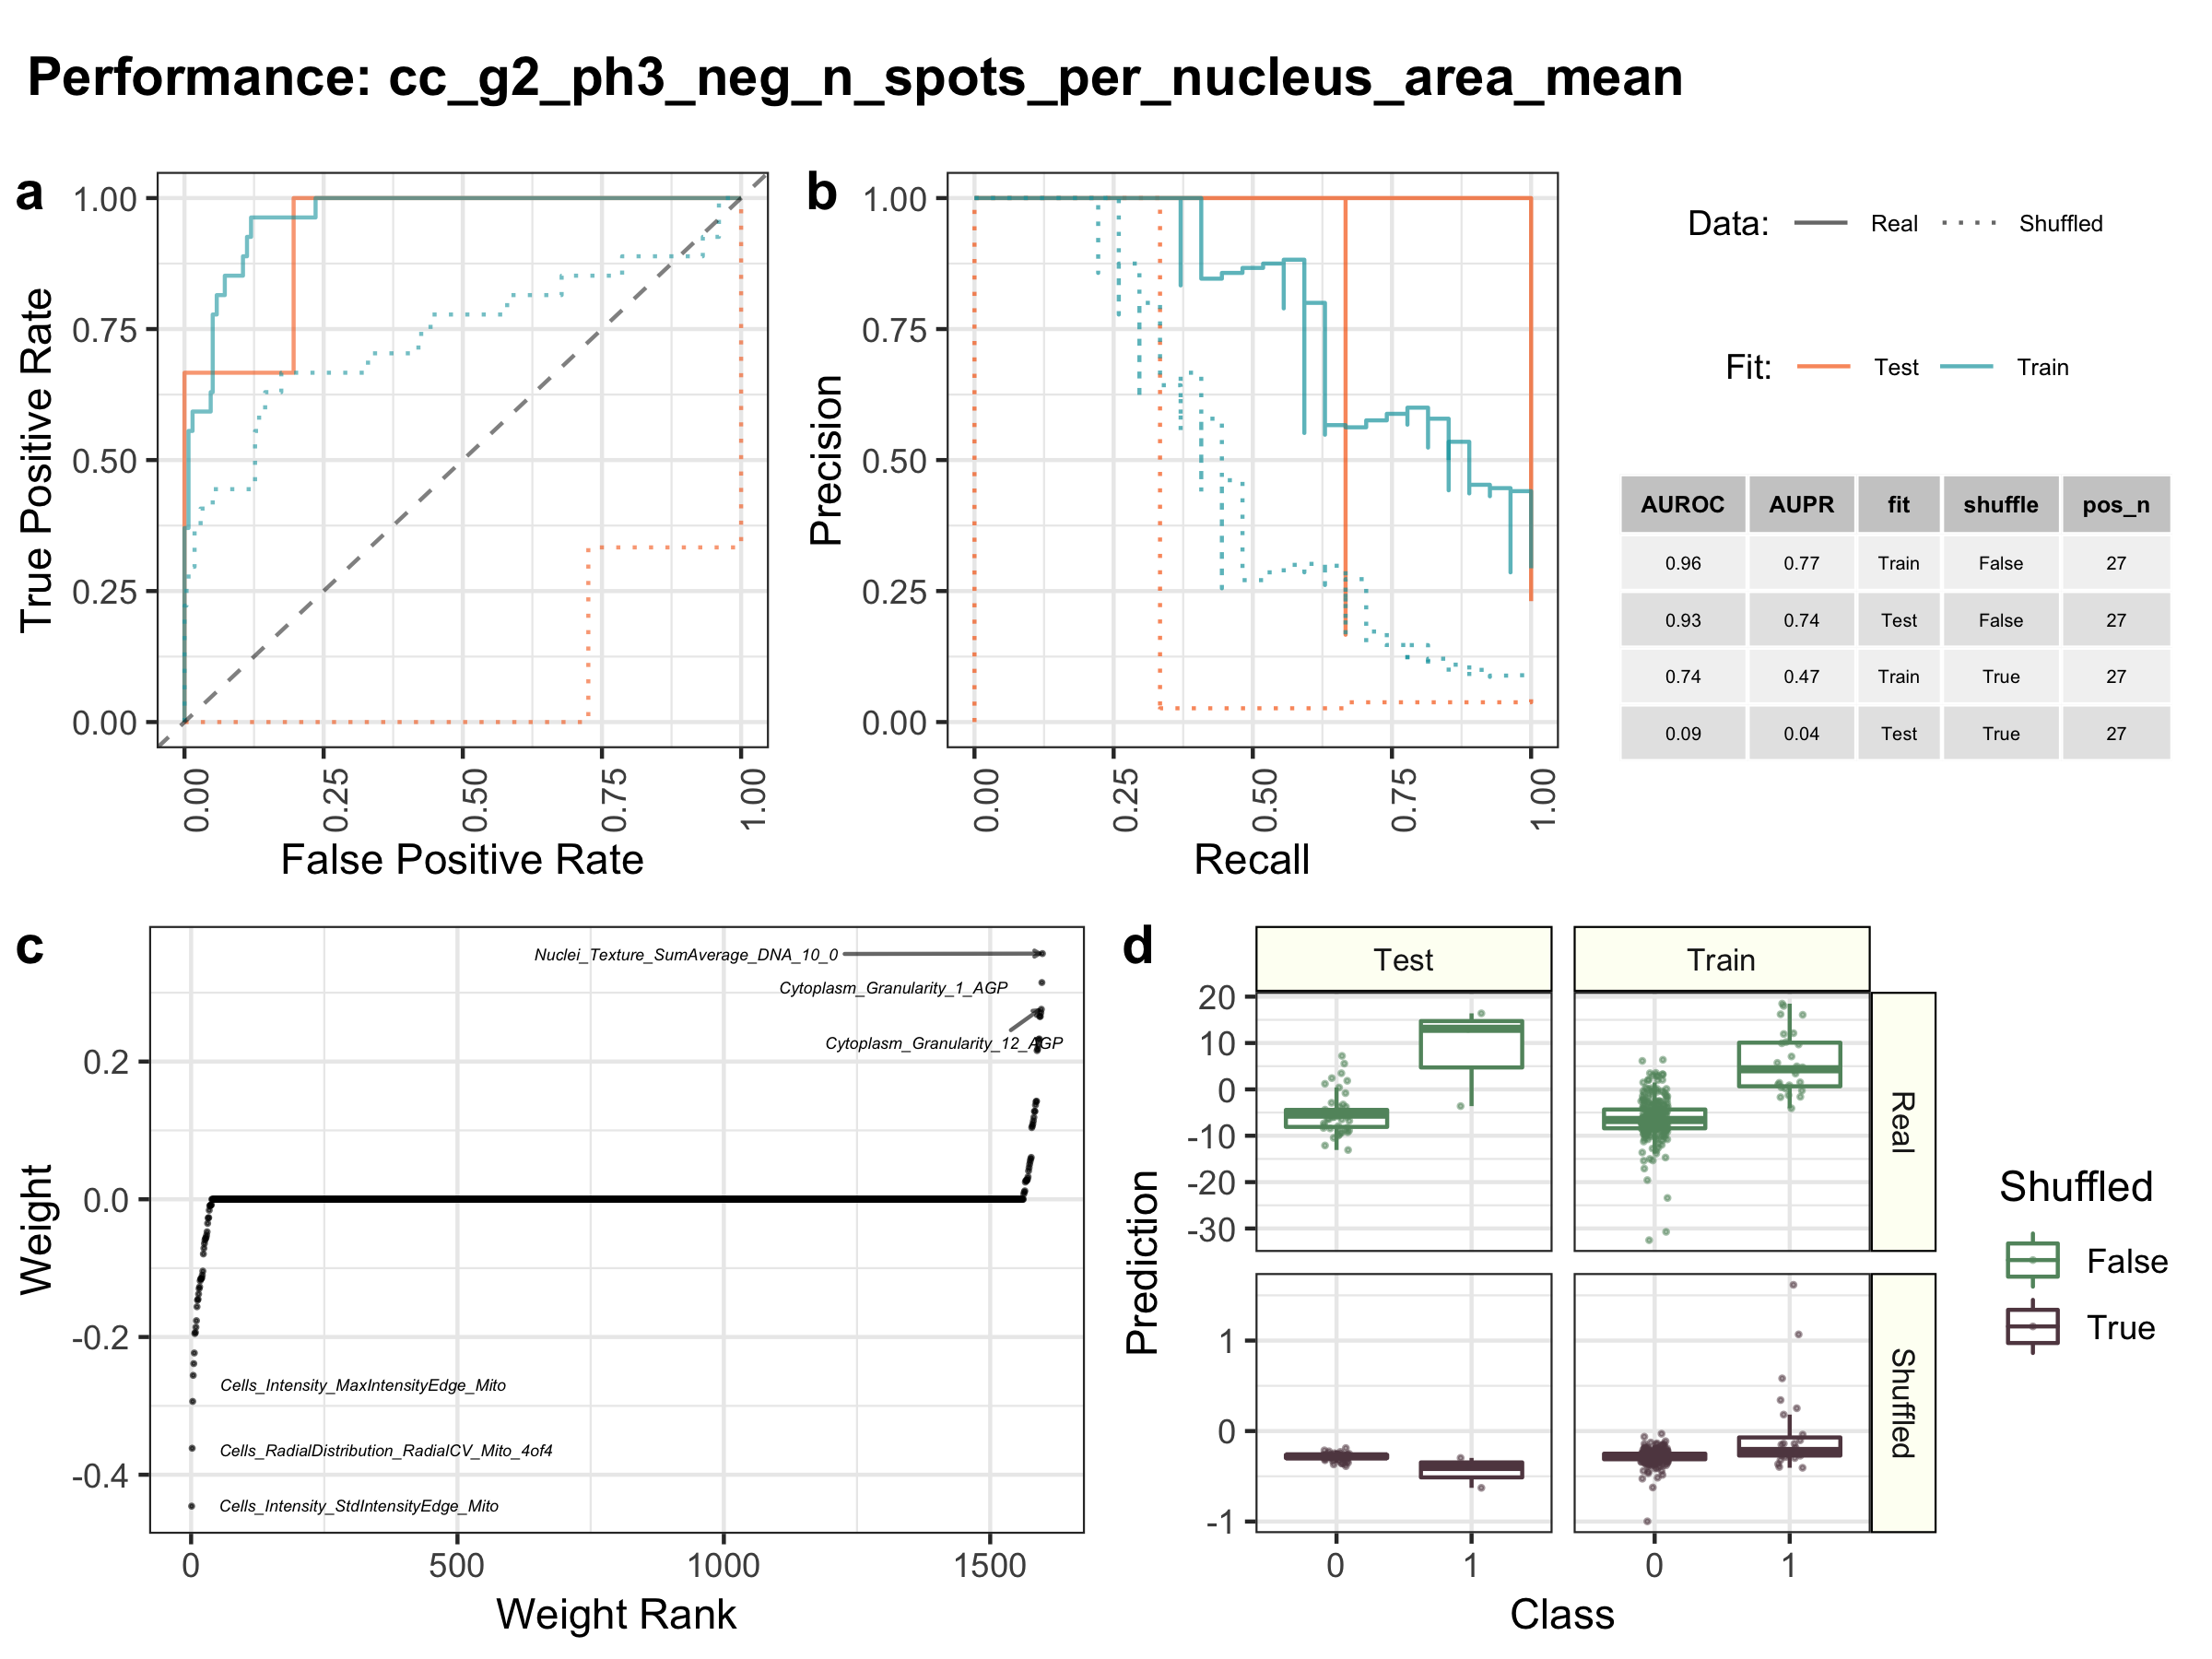 Performance: cc_g2_ph3_neg_n_spots_per_nucleus_area_mean
a
1.00
0.75
0.50
0.25
0.00
True Positive Rate
0.00 0.25 0.50 0.75 1.00
False Positive Rate
b
1.00
0.75
0.50
0.25
0.00
Precision
0.00 0.25 0.50 0.75 1.00
Recall
Data: Real Shuffled
Fit: Test Train
AUROC AUPR fit shuffle pos_n
0.96 0.77 Train False 27
0.93 0.74 Test False 27
0.74 0.47 Train True 27
0.09 0.04 Test True 27
c
Nuclei_Texture_SumAverage_DNA_10_0
Cytoplasm_Granularity_1_AGP
Cytoplasm_Granularity_12_AGP
0.2
0.0
-0.2
-0.4
Weight
Cells_Intensity_MaxIntensityEdge_Mito
Cells_RadialDistribution_RadialCV_Mito_4of4
Cells_Intensity_StdIntensityEdge_Mito
0 500 1000 1500
Weight Rank
d
Test Train
20
10
0
-10
-20
-30
Real
1
0
-1
Shuffled
Prediction
0 1 0 1
Class
Shuffled
False
True